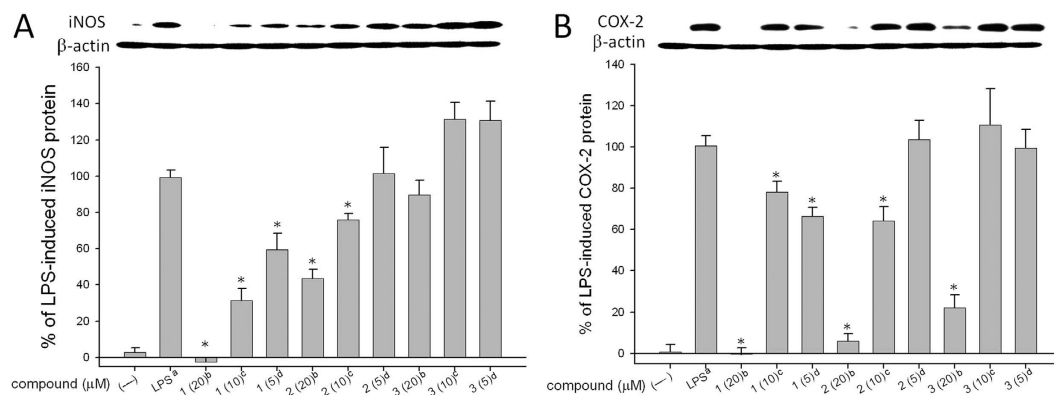 A
iNOS
β-actin
% of LPS-induced iNOS protein
160
140
120
100
80
60
40
20
0
*
*
*
*
*
compound (μM)
(—)
LPS a
1 (20)b
1 (10)c
1 (5)d
2 (20)b
2 (10)c
2 (5)d
3 (20)b
3 (10)c
3 (5)d
B
COX-2
β-actin
% of LPS-induced COX-2 protein
140
120
100
80
60
40
20
0
*
*
*
*
*
*
compound (μM)
(—)
LPSa
1 (20)b
1 (10)c
1 (5)d
2 (20)b
2 (10)c
2 (5)d
3 (20)b
3 (10)c
3 (5)d